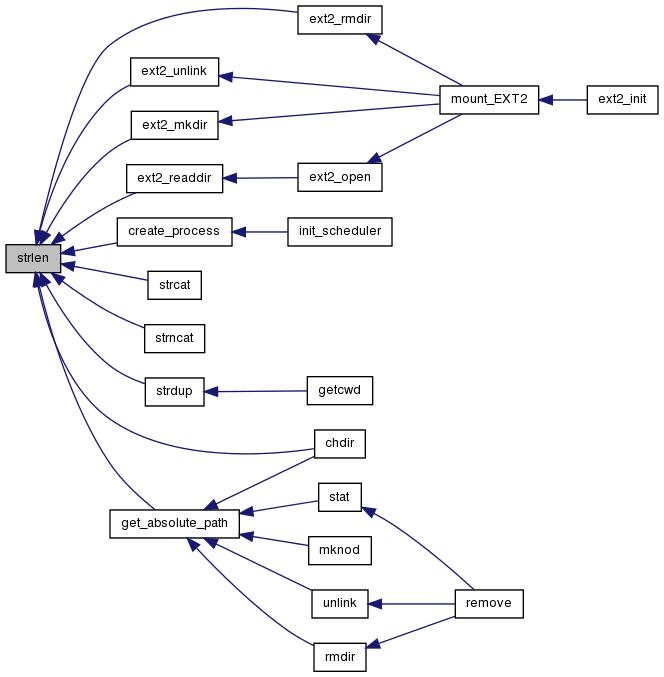 ext2_rmdir
ext2_unlink
mount_EXT2
ext2_init
ext2_mkdir
ext2_readdir
ext2_open
create_process
init_scheduler
strlen
strcat
strncat
strdup
getcwd
chdir
stat
get_absolute_path
mknod
unlink
remove
rmdir